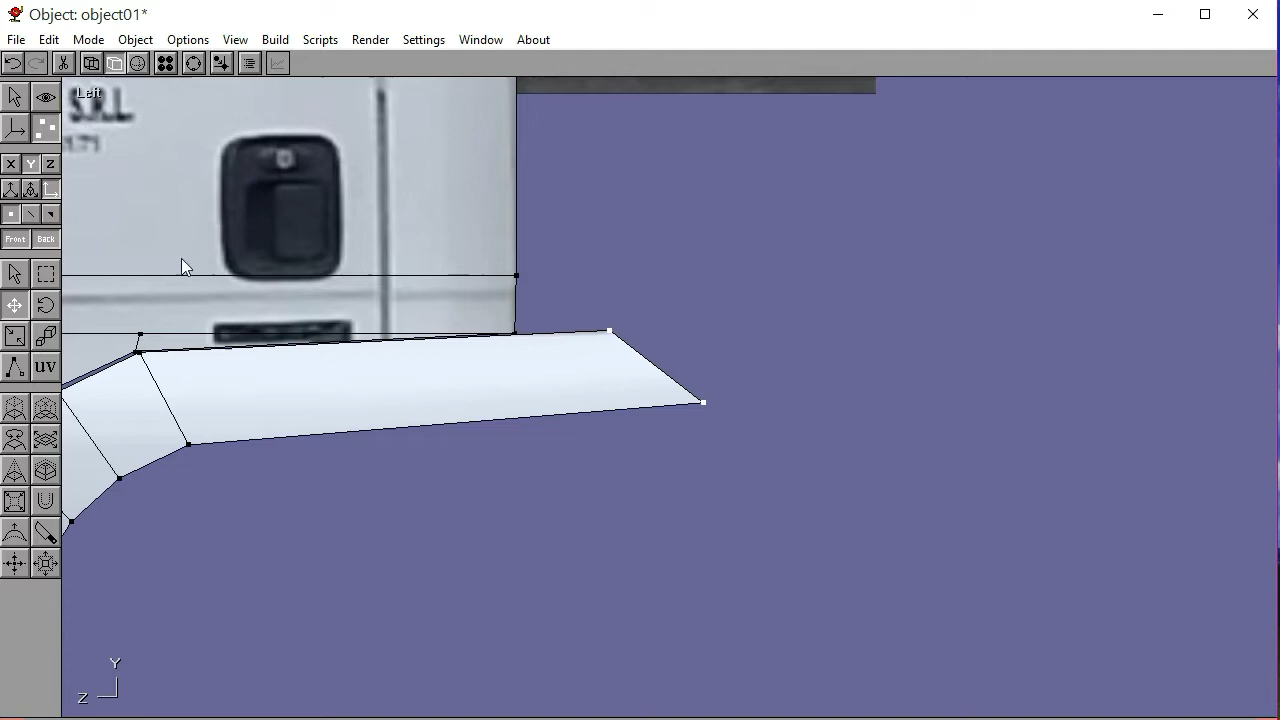 Object: object01*
File Edit Mode Object Options View Build Scripts Render Settings Window About
Left
S.R.L
X Y Z
Front Back
uv
Y
Z